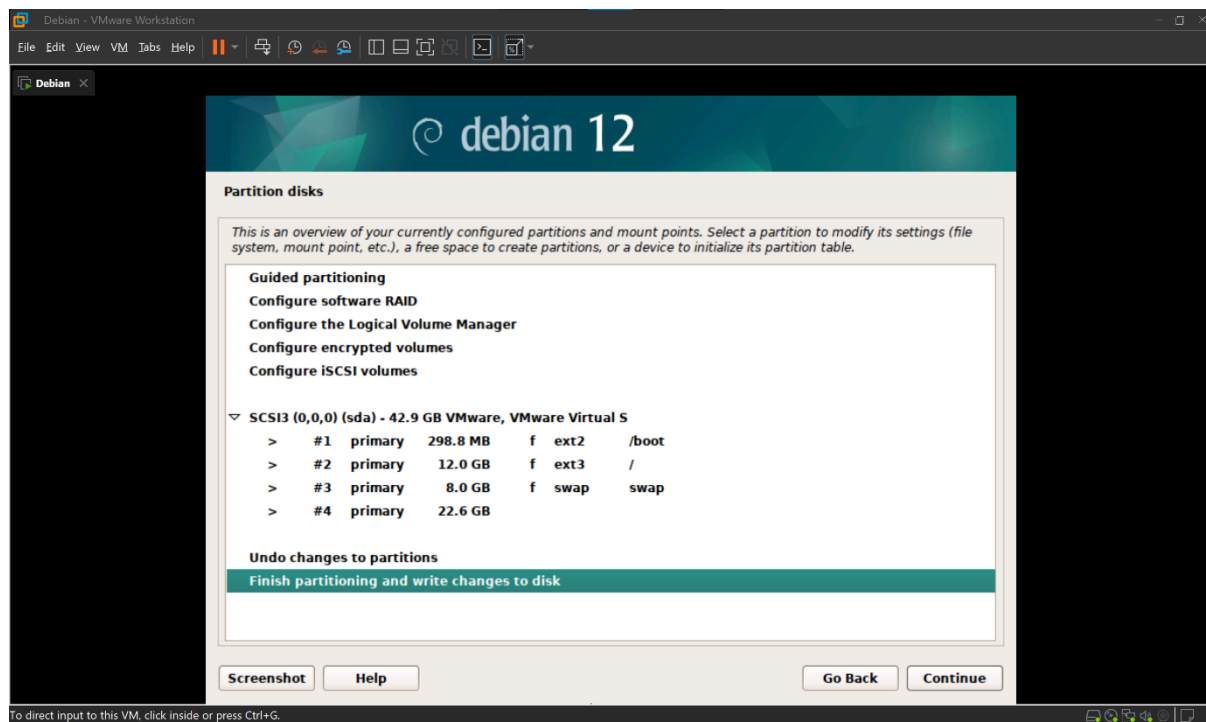 Debian - VMware Workstation
File Edit View VM Tabs Help
Debian
debian 12
Partition disks
This is an overview of your currently configured partitions and mount points. Select a partition to modify its settings (file
system, mount point, etc.), a free space to create partitions, or a device to initialize its partition table.
Guided partitioning
Configure software RAID
Configure the Logical Volume Manager
Configure encrypted volumes
Configure iSCSI volumes
SCSI3 (0,0,0) (sda) - 42.9 GB VMware, VMware Virtual S
> #1 primary 298.8 MB f ext2 /boot
> #2 primary 12.0 GB f ext3 /
> #3 primary 8.0 GB f swap swap
> #4 primary 22.6 GB
Undo changes to partitions
Finish partitioning and write changes to disk
Screenshot Help Go Back Continue
To direct input to this VM, click inside or press Ctrl+G.